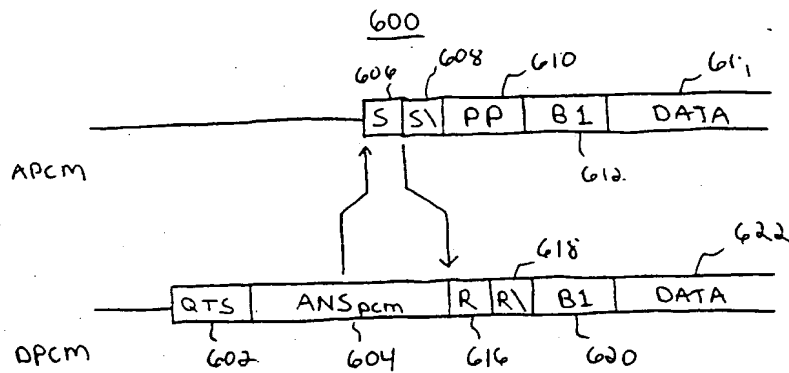 600
606 608 610 611
S S\ PP B1 DATA
APCM
612
618 622
QTS ANSpcm R R\ B1 DATA
DPCM
602 604 616 620